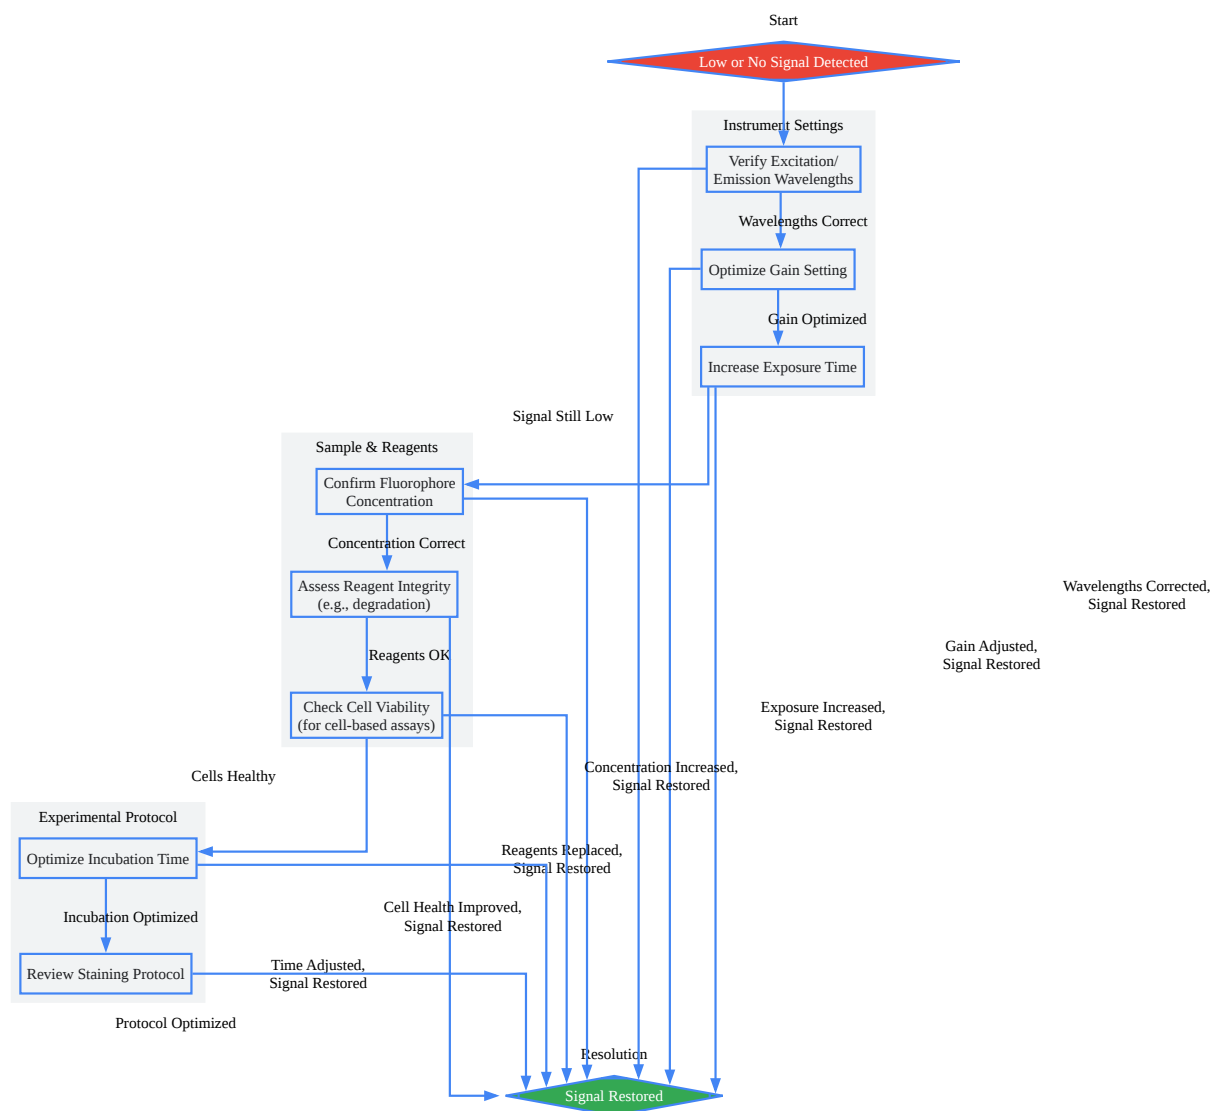 Start
Low or No Signal Detected
Instrument Settings
Verify Excitation/
Emission Wavelengths
Wavelengths Correct
Optimize Gain Setting
Gain Optimized
Increase Exposure Time
Signal Still Low
Sample & Reagents
Confirm Fluorophore
Concentration
Concentration Correct
Assess Reagent Integrity
(e.g., degradation)
Wavelengths Corrected,
Signal Restored
Reagents OK
Gain Adjusted,
Signal Restored
Check Cell Viability
(for cell-based assays)
Exposure Increased,
Signal Restored
Cells Healthy
Concentration Increased,
Signal Restored
Experimental Protocol
Optimize Incubation Time
Reagents Replaced,
Signal Restored
Incubation Optimized
Cell Health Improved,
Signal Restored
Review Staining Protocol
Time Adjusted,
Signal Restored
Protocol Optimized
Resolution
Signal Restored